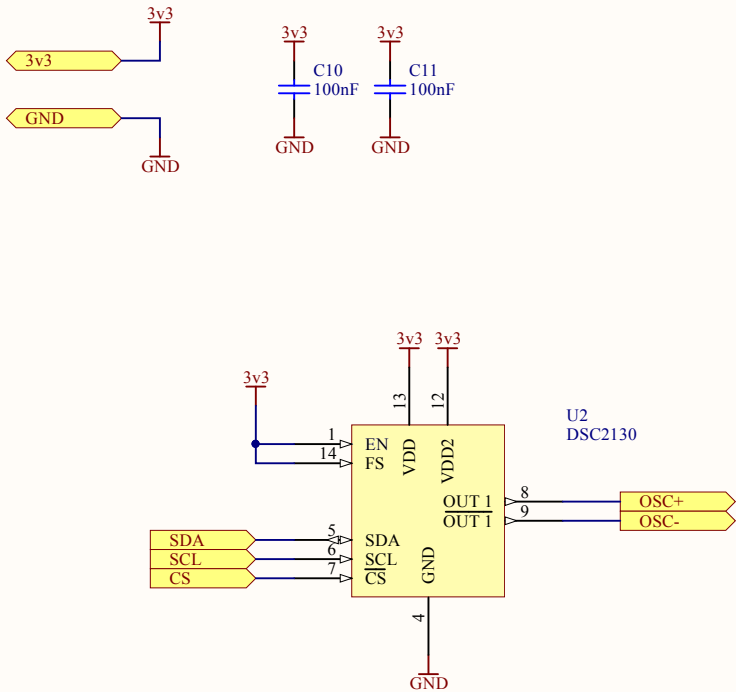 3v3
3v3
GND
GND
3v3
C10
100nF
GND
3v3
C11
100nF
GND
3v3
3v3
3v3
13
12
U2
DSC2130
1
EN
14
FS
VDD
VDD2
OUT 1
8
OSC+
OUT 1
9
OSC-
SDA
5
SDA
SCL
6
SCL
CS
7
CS
GND
4
GND